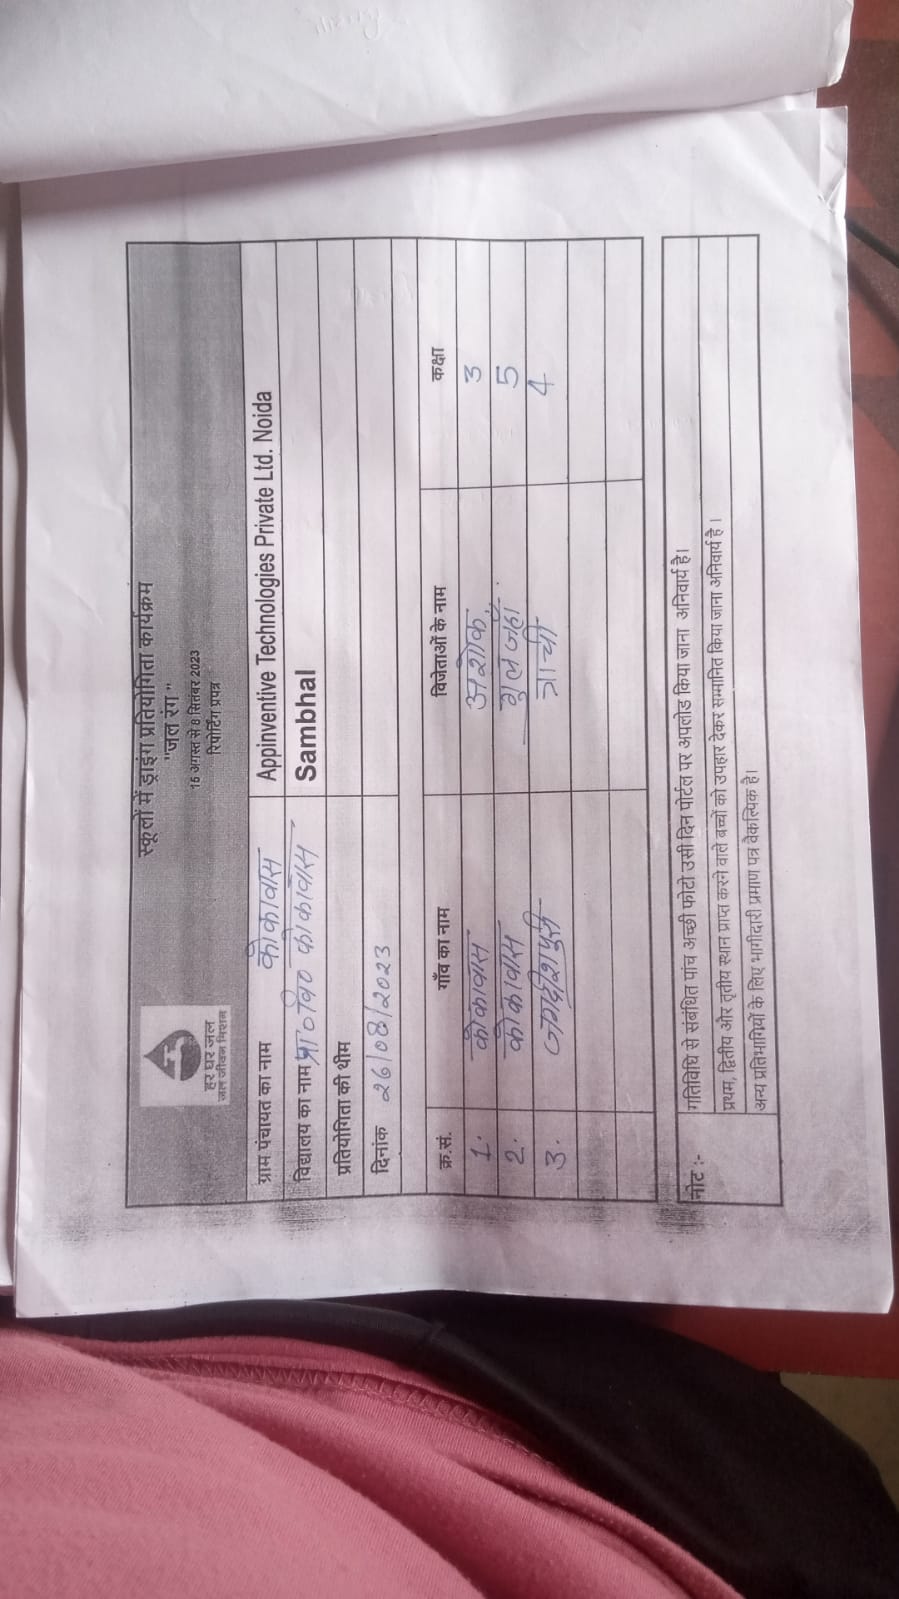 स्कूलों में ड्राइंग प्रतियोगिता कार्यक्रम
"जल रंग"
16 अगस्त से 8 सितंबर 2023
रिपोर्टिंग प्रपत्र
हर घर जल
जल जीवन मिशन
ग्राम पंचायत का नाम कोकावास Appinventive Technologies Private Ltd. Noida
विद्यालय का नाम प्रा०वि० कोकावास Sambhal
प्रतियोगिता की थीम
दिनांक 26/08/2023
क्र.सं. गाँव का नाम विजेताओं के नाम कक्षा
1. कोकावास अशोक 3
2. कोकावास गुलजहाँ 5
3. जगदीशपुरी 4
नोट :- गतिविधि से संबंधित पांच अच्छी फोटो उसी दिन पोर्टल पर अपलोड किया जाना अनिवार्य है।
प्रथम, द्वितीय और तृतीय स्थान प्राप्त करने वाले बच्चों को उपहार देकर सम्मानित किया जाना अनिवार्य है।
अन्य प्रतिभागियों के लिए भागीदारी प्रमाण पत्र वैकल्पिक है।